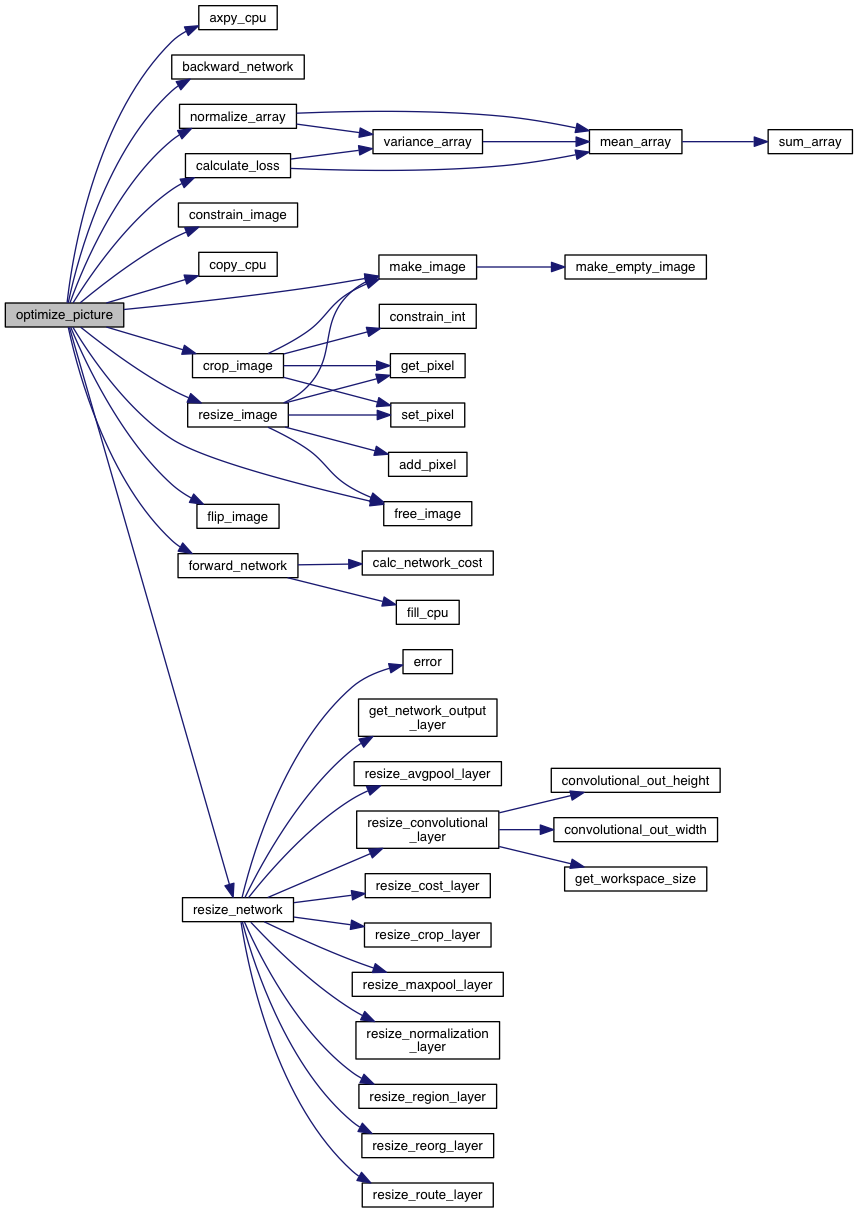 axpy_cpu
backward_network
normalize_array
variance_array
mean_array
sum_array
calculate_loss
constrain_image
copy_cpu
make_image
make_empty_image
optimize_picture
constrain_int
crop_image
get_pixel
resize_image
set_pixel
add_pixel
flip_image
free_image
forward_network
calc_network_cost
fill_cpu
error
get_network_output
_layer
resize_avgpool_layer
convolutional_out_height
resize_convolutional
_layer
convolutional_out_width
get_workspace_size
resize_cost_layer
resize_network
resize_crop_layer
resize_maxpool_layer
resize_normalization
_layer
resize_region_layer
resize_reorg_layer
resize_route_layer